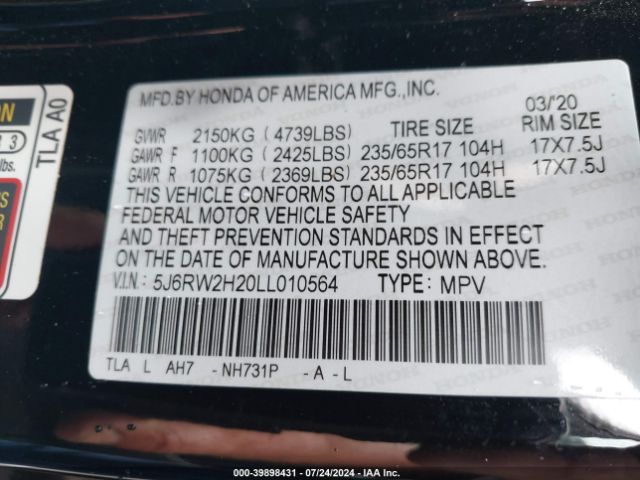 ON
3
lbs.
S
R
TLA A0
MFD.BY HONDA OF AMERICA MFG.,INC.
03/20
GVWR 2150KG ( 4739LBS) TIRE SIZE RIM SIZE
GAWR F 1100KG ( 2425LBS) 235/65R17 104H 17X7.5J
GAWR R 1075KG ( 2369LBS) 235/65R17 104H 17X7.5J
THIS VEHICLE CONFORMS TO ALL APPLICABLE
FEDERAL MOTOR VEHICLE SAFETY
AND THEFT PREVENTION STANDARDS IN EFFECT
ON THE DATE OF MANUFACTURE SHOWN ABOVE.
V.I.N.: 5J6RW2H20LL010564 TYPE: MPV
TLA L AH7 - NH731P - A - L
000-39898431 - 07/24/2024 - IAA Inc.